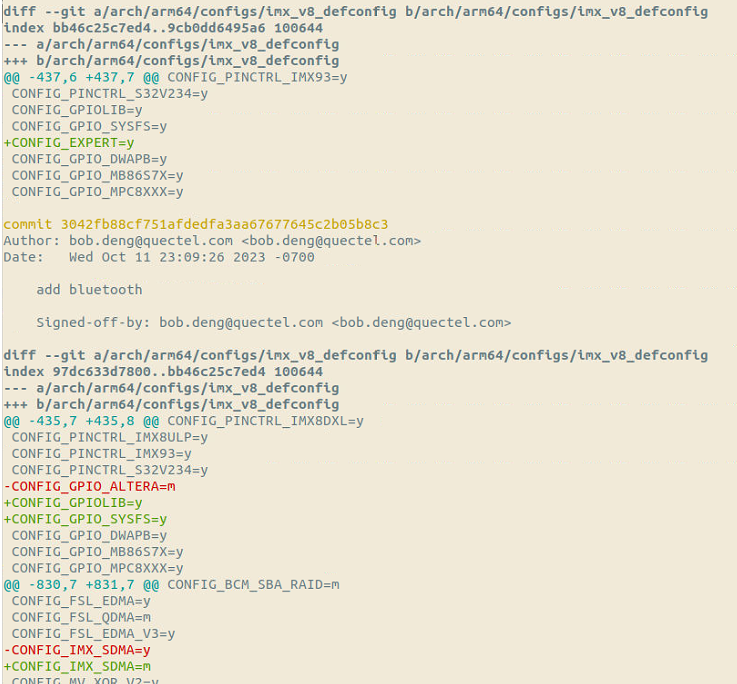 diff --git a/arch/arm64/configs/imx_v8_defconfig b/arch/arm64/configs/imx_v8_defconfig
index bb46c25c7ed4..9cb0dd6495a6 100644
--- a/arch/arm64/configs/imx_v8_defconfig
+++ b/arch/arm64/configs/imx_v8_defconfig
@@ -437,6 +437,7 @@ CONFIG_PINCTRL_IMX93=y
 CONFIG_PINCTRL_S32V234=y
 CONFIG_GPIOLIB=y
 CONFIG_GPIO_SYSFS=y
+CONFIG_EXPERT=y
 CONFIG_GPIO_DWAPB=y
 CONFIG_GPIO_MB86S7X=y
 CONFIG_GPIO_MPC8XXX=y
commit 3042fb88cf751afdedfa3aa67677645c2b05b8c3
Author: bob.deng@quectel.com <bob.deng@quectel.com>
Date:   Wed Oct 11 23:09:26 2023 -0700
    add bluetooth
    Signed-off-by: bob.deng@quectel.com <bob.deng@quectel.com>
diff --git a/arch/arm64/configs/imx_v8_defconfig b/arch/arm64/configs/imx_v8_defconfig
index 97dc633d7800..bb46c25c7ed4 100644
--- a/arch/arm64/configs/imx_v8_defconfig
+++ b/arch/arm64/configs/imx_v8_defconfig
@@ -435,7 +435,8 @@ CONFIG_PINCTRL_IMX8DXL=y
 CONFIG_PINCTRL_IMX8ULP=y
 CONFIG_PINCTRL_IMX93=y
 CONFIG_PINCTRL_S32V234=y
-CONFIG_GPIO_ALTERA=m
+CONFIG_GPIOLIB=y
+CONFIG_GPIO_SYSFS=y
 CONFIG_GPIO_DWAPB=y
 CONFIG_GPIO_MB86S7X=y
 CONFIG_GPIO_MPC8XXX=y
@@ -830,7 +831,7 @@ CONFIG_BCM_SBA_RAID=m
 CONFIG_FSL_EDMA=y
 CONFIG_FSL_QDMA=m
 CONFIG_FSL_EDMA_V3=y
-CONFIG_IMX_SDMA=y
+CONFIG_IMX_SDMA=m
 CONFIG_MV_XOR_V2=y